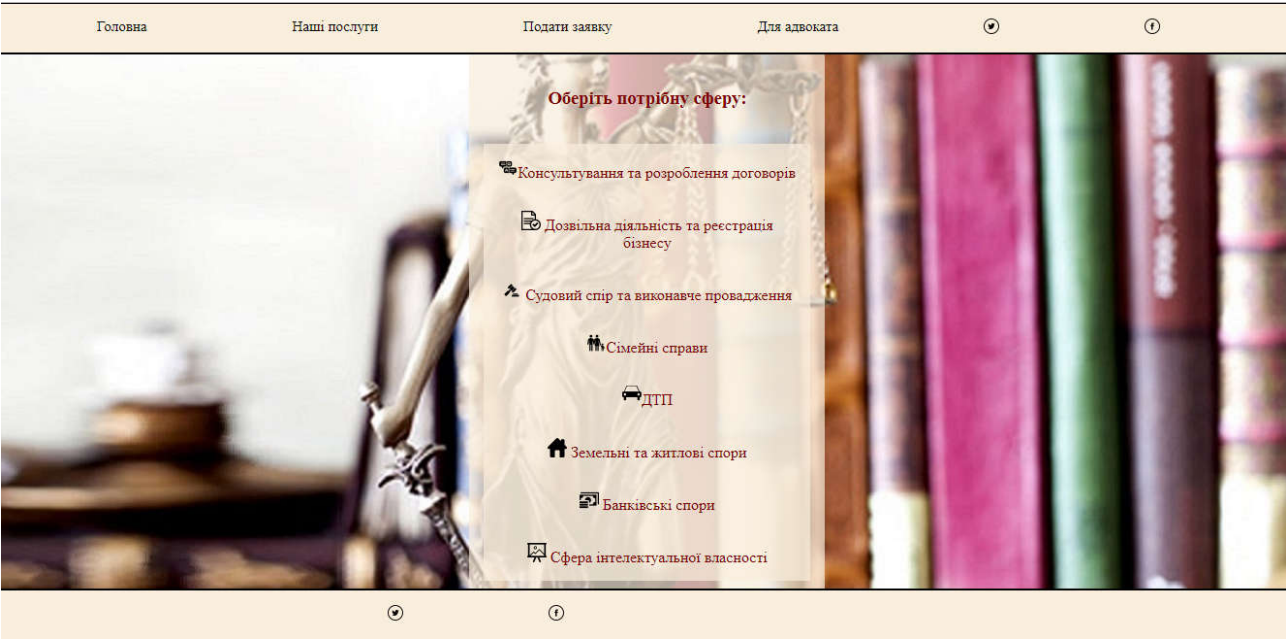 Головна Наші послуги Подати заявку Для адвоката
Оберіть потрібну сферу:
Консультування та розроблення договорів
Дозвільна діяльність та реєстрація
бізнесу
Судовий спір та виконавче провадження
Сімейні справи
ДТП
Земельні та житлові спори
Банківські спори
Сфера інтелектуальної власності